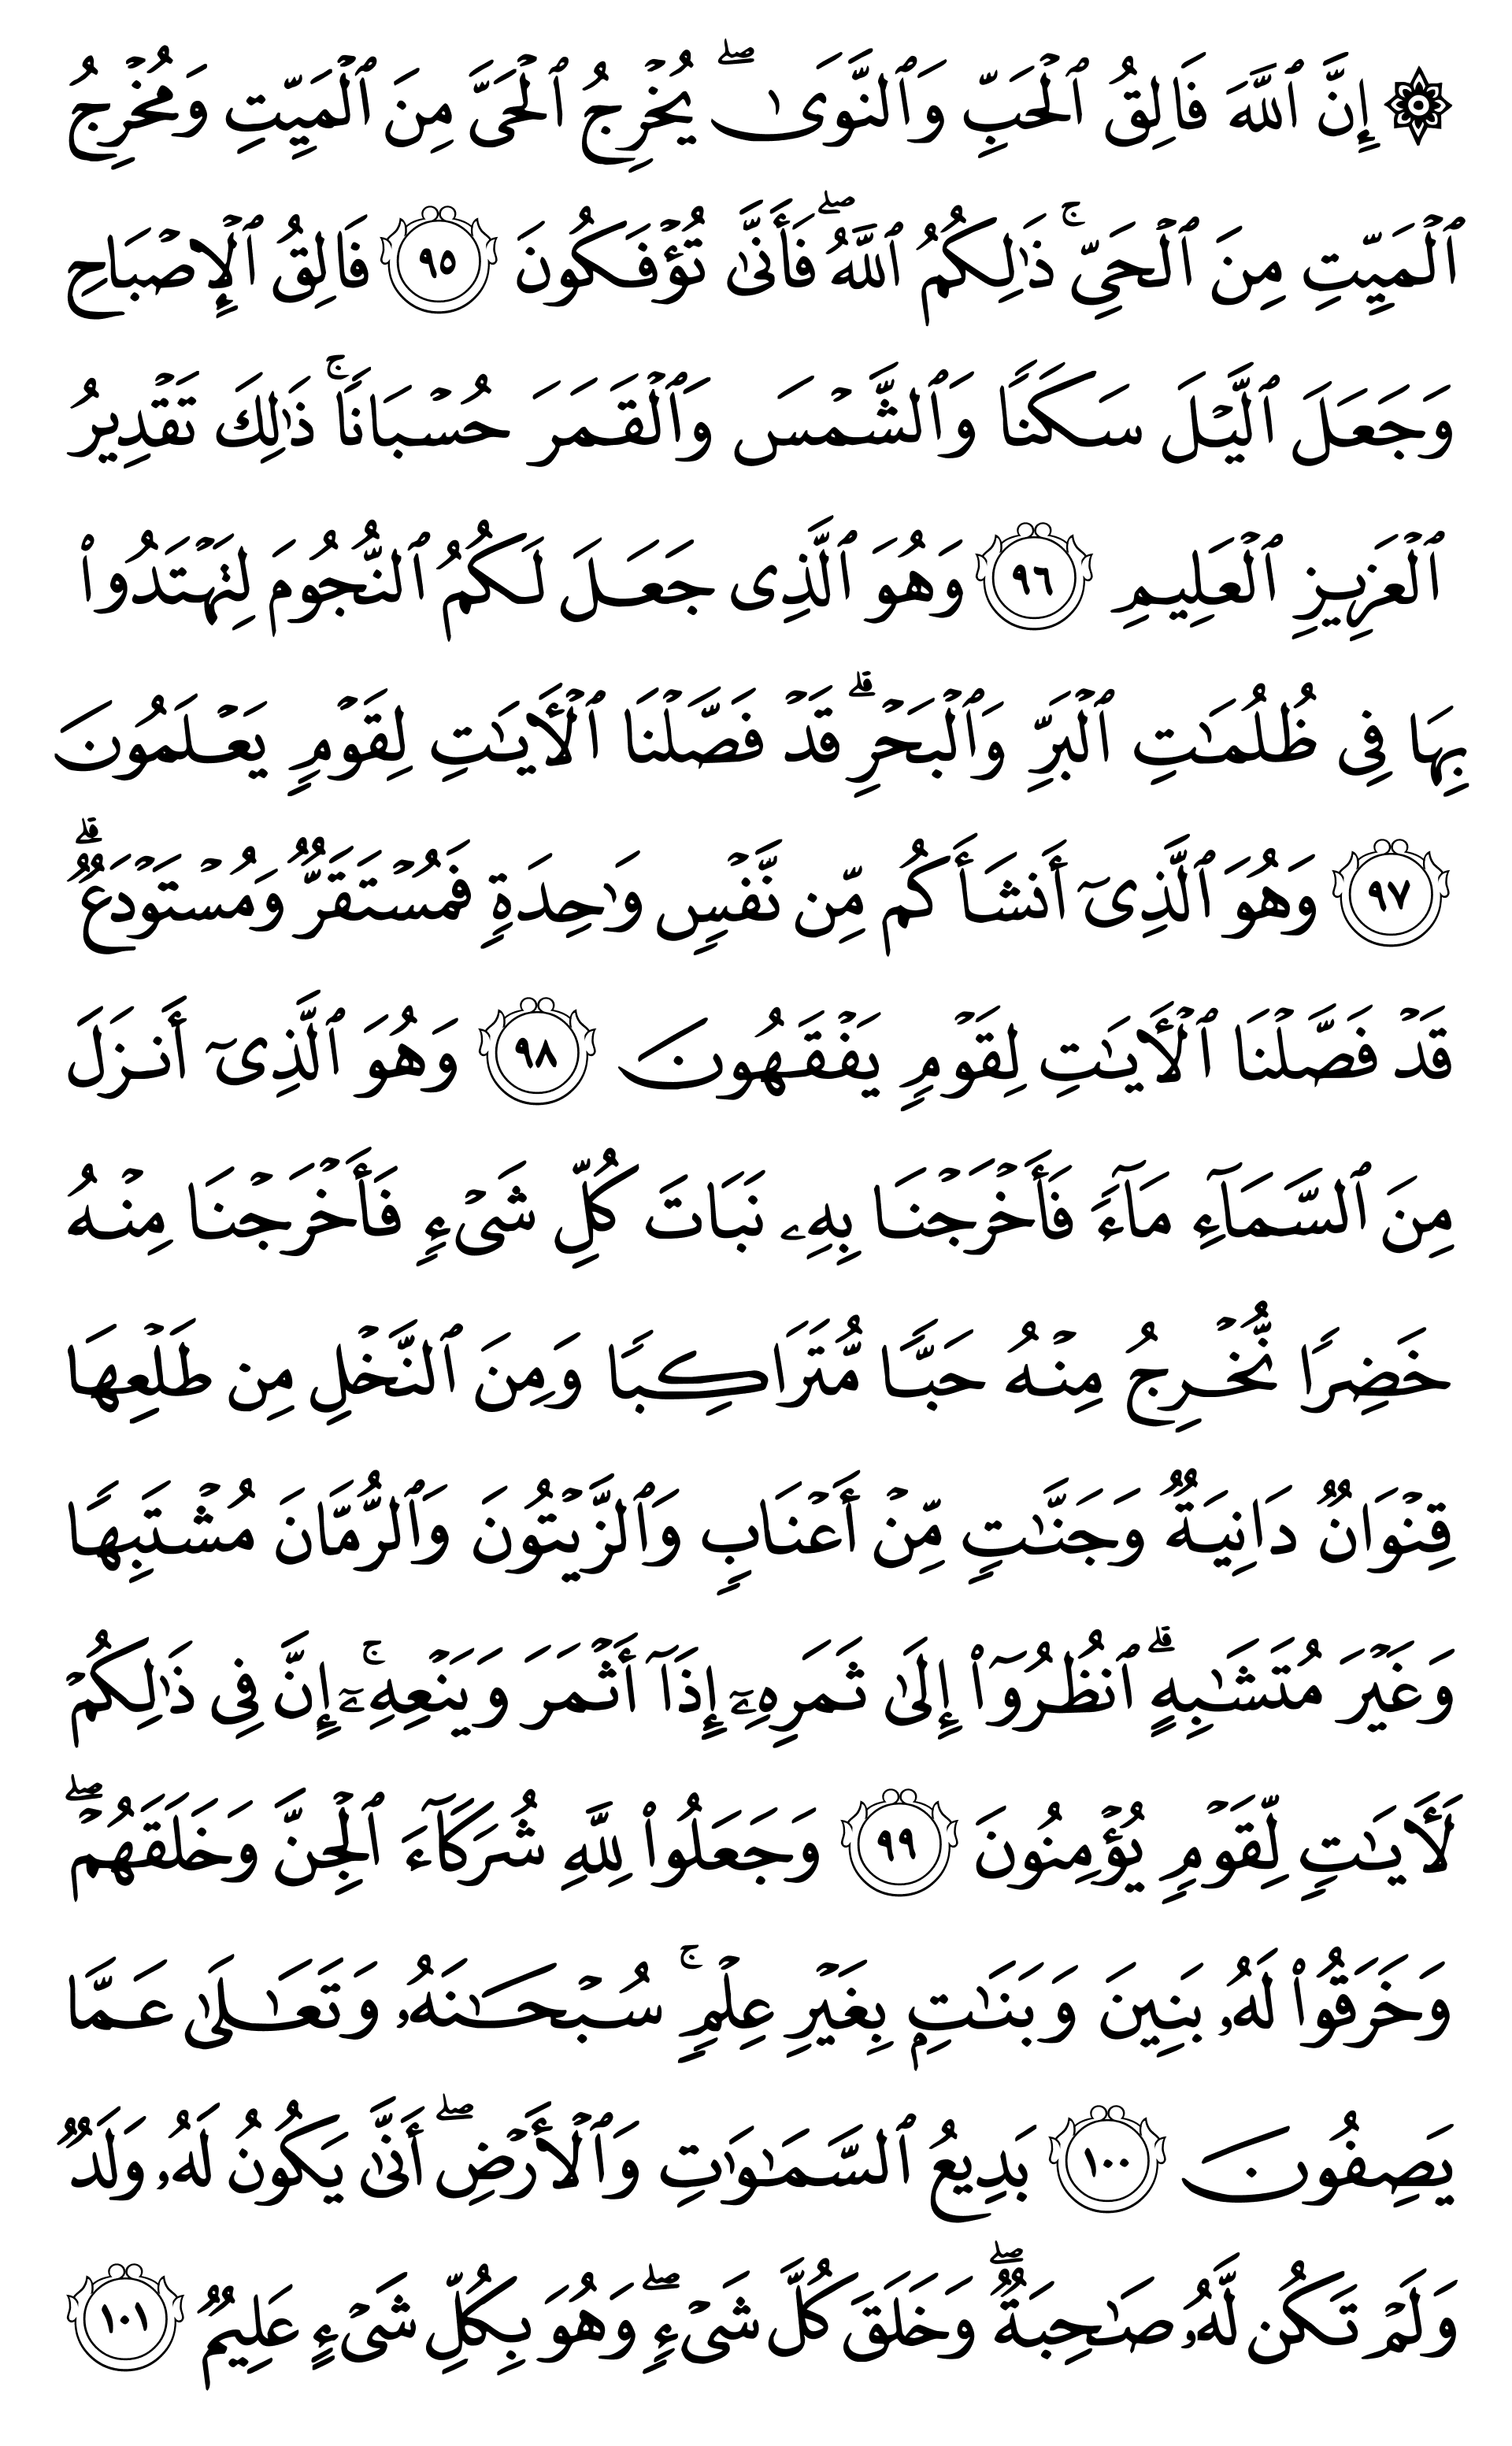 ۞ إِنَّ ٱللَّهَ فَالِقُ ٱلْحَبِّ وَٱلنَّوَىٰ ۖ يُخْرِجُ ٱلْحَىَّ مِنَ ٱلْمَيِّتِ وَمُخْرِجُ
ٱلْمَيِّتِ مِنَ ٱلْحَىِّ ۚ ذَٰلِكُمُ ٱللَّهُ ۖ فَأَنَّىٰ تُؤْفَكُونَ ٩٥ فَالِقُ ٱلْإِصْبَاحِ
وَجَعَلَ ٱلَّيْلَ سَكَنًا وَٱلشَّمْسَ وَٱلْقَمَرَ حُسْبَانًا ۚ ذَٰلِكَ تَقْدِيرُ
ٱلْعَزِيزِ ٱلْعَلِيمِ ٩٦ وَهُوَ ٱلَّذِى جَعَلَ لَكُمُ ٱلنُّجُومَ لِتَهْتَدُوا۟
بِهَا فِى ظُلُمَـٰتِ ٱلْبَرِّ وَٱلْبَحْرِ ۗ قَدْ فَصَّلْنَا ٱلْـَٔايَـٰتِ لِقَوْمٍ يَعْلَمُونَ
٩٧ وَهُوَ ٱلَّذِىٓ أَنشَأَكُم مِّن نَّفْسٍ وَٰحِدَةٍ فَمُسْتَقَرٌّ وَمُسْتَوْدَعٌ ۗ
قَدْ فَصَّلْنَا ٱلْـَٔايَـٰتِ لِقَوْمٍ يَفْقَهُونَ ٩٨ وَهُوَ ٱلَّذِىٓ أَنزَلَ
مِنَ ٱلسَّمَآءِ مَآءً فَأَخْرَجْنَا بِهِۦ نَبَاتَ كُلِّ شَىْءٍ فَأَخْرَجْنَا مِنْهُ
خَضِرًا نُّخْرِجُ مِنْهُ حَبًّا مُّتَرَاكِبًا وَمِنَ ٱلنَّخْلِ مِن طَلْعِهَا
قِنْوَانٌ دَانِيَةٌ وَجَنَّـٰتٍ مِّنْ أَعْنَابٍ وَٱلزَّيْتُونَ وَٱلرُّمَّانَ مُشْتَبِهًا
وَغَيْرَ مُتَشَـٰبِهٍ ۗ ٱنظُرُوٓا۟ إِلَىٰ ثَمَرِهِۦٓ إِذَآ أَثْمَرَ وَيَنْعِهِۦٓ ۚ إِنَّ فِى ذَٰلِكُمْ
لَـَٔايَـٰتٍ لِّقَوْمٍ يُؤْمِنُونَ ٩٩ وَجَعَلُوا۟ لِلَّهِ شُرَكَآءَ ٱلْجِنَّ وَخَلَقَهُمْ ۖ
وَخَرَقُوا۟ لَهُۥ بَنِينَ وَبَنَـٰتٍۭ بِغَيْرِ عِلْمٍ ۚ سُبْحَـٰنَهُۥ وَتَعَـٰلَىٰ عَمَّا
يَصِفُونَ ١٠٠ بَدِيعُ ٱلسَّمَـٰوَٰتِ وَٱلْأَرْضِ ۖ أَنَّىٰ يَكُونُ لَهُۥ وَلَدٌ
وَلَمْ تَكُن لَّهُۥ صَـٰحِبَةٌ ۖ وَخَلَقَ كُلَّ شَىْءٍ ۖ وَهُوَ بِكُلِّ شَىْءٍ عَلِيمٌ ١٠١